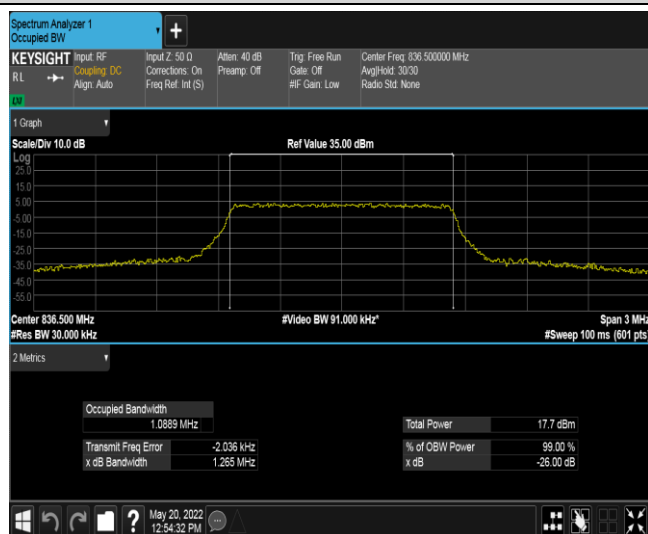 Spectrum Analyzer 1
Occupied BW
+
KEYSIGHT
RL
LXI
Input: RF
Coupling: DC
Align: Auto
Input Z: 50 Ω
Corrections: On
Freq Ref: Int (S)
Atten: 40 dB
Preamp: Off
Trig: Free Run
Gate: Off
#IF Gain: Low
Center Freq: 836.500000 MHz
Avg|Hold: 30/30
Radio Std: None
1 Graph
Scale/Div 10.0 dB
Ref Value 35.00 dBm
Log
25.0
15.0
5.00
-5.00
-15.0
-25.0
-35.0
-45.0
-55.0
Center 836.500 MHz
#Video BW 91.000 kHz*
Span 3 MHz
#Res BW 30.000 kHz
#Sweep 100 ms (601 pts)
2 Metrics
Occupied Bandwidth
1.0889 MHz
Total Power 17.7 dBm
Transmit Freq Error -2.036 kHz
% of OBW Power 99.00 %
x dB Bandwidth 1.265 MHz
x dB -26.00 dB
?
May 20, 2022
12:54:32 PM